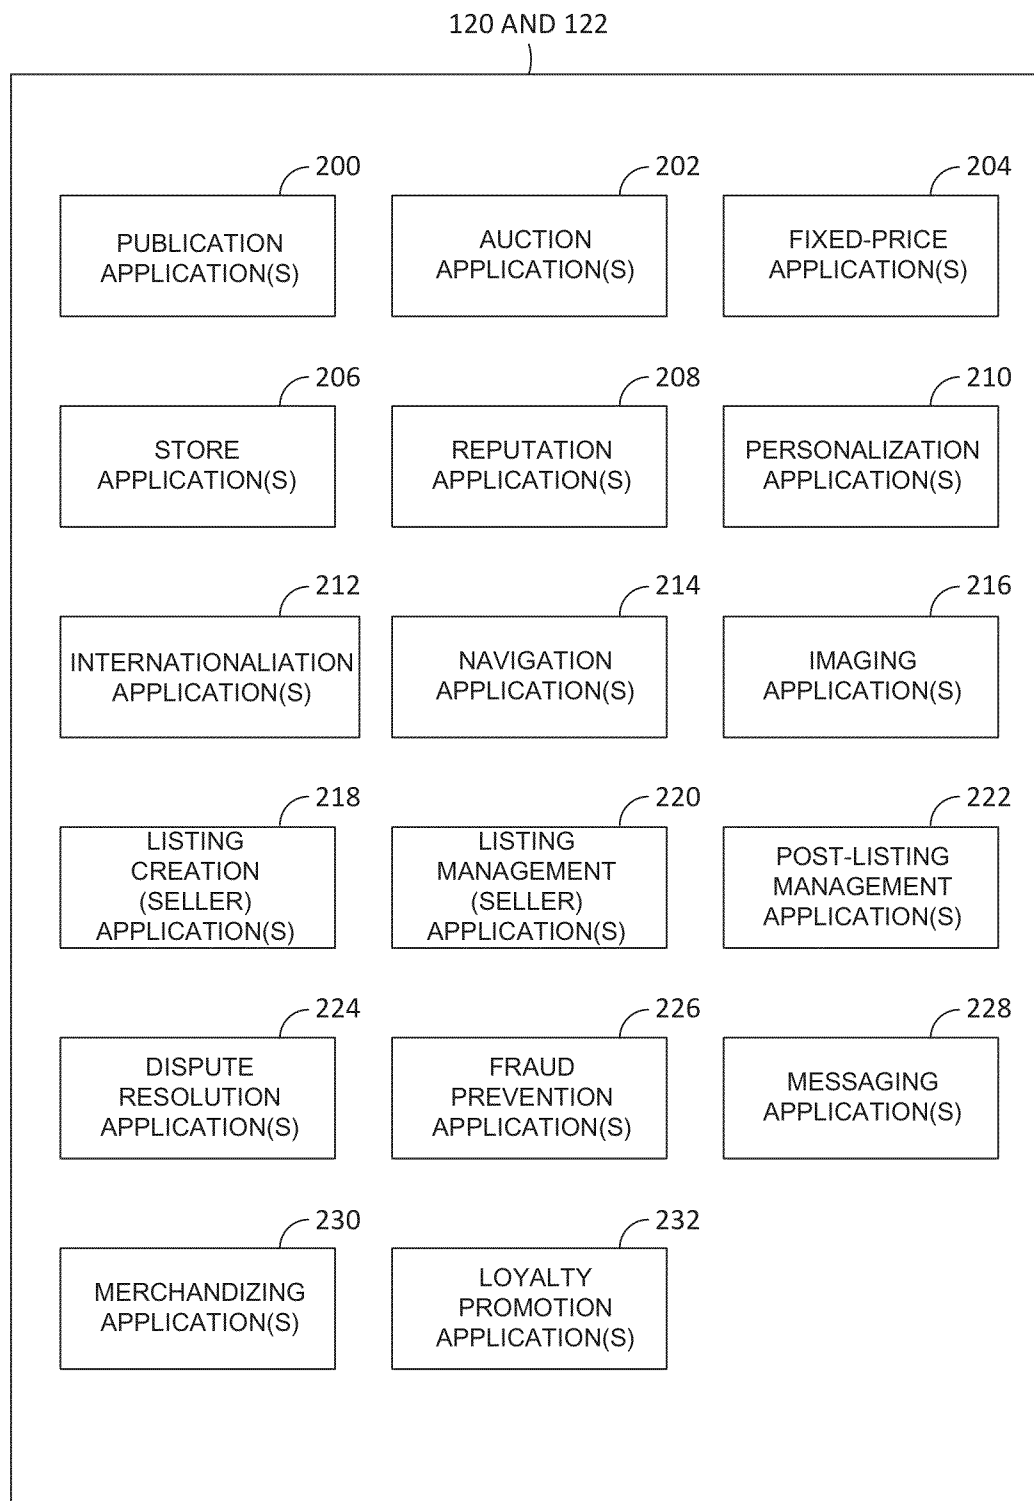 120 AND 122
200
PUBLICATION
APPLICATION(S)
202
AUCTION
APPLICATION(S)
204
FIXED-PRICE
APPLICATION(S)
206
STORE
APPLICATION(S)
208
REPUTATION
APPLICATION(S)
210
PERSONALIZATION
APPLICATION(S)
212
INTERNATIONALIATION
APPLICATION(S)
214
NAVIGATION
APPLICATION(S)
216
IMAGING
APPLICATION(S)
218
LISTING
CREATION
(SELLER)
APPLICATION(S)
220
LISTING
MANAGEMENT
(SELLER)
APPLICATION(S)
222
POST-LISTING
MANAGEMENT
APPLICATION(S)
224
DISPUTE
RESOLUTION
APPLICATION(S)
226
FRAUD
PREVENTION
APPLICATION(S)
228
MESSAGING
APPLICATION(S)
230
MERCHANDIZING
APPLICATION(S)
232
LOYALTY
PROMOTION
APPLICATION(S)